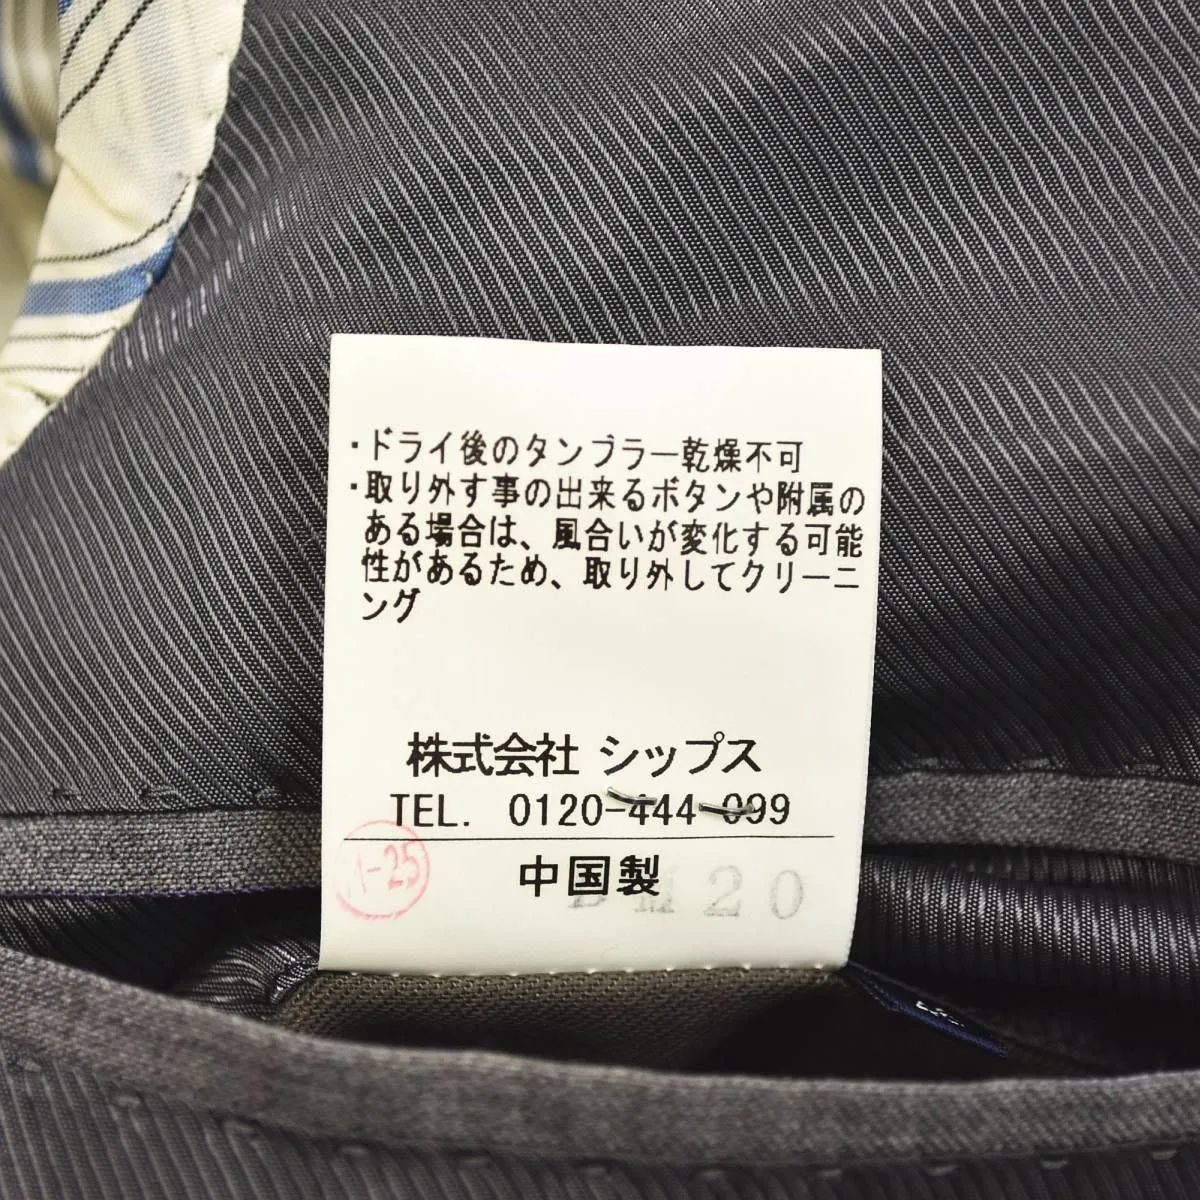 ・ドライ後のタンブラー乾燥不可
・取り外す事の出来るボタンや附属の
ある場合は、風合いが変化する可能
性があるため、取り外してクリーニ
ング
株式会社 シップス
TEL. 0120-444-099
中国製
M20
-25